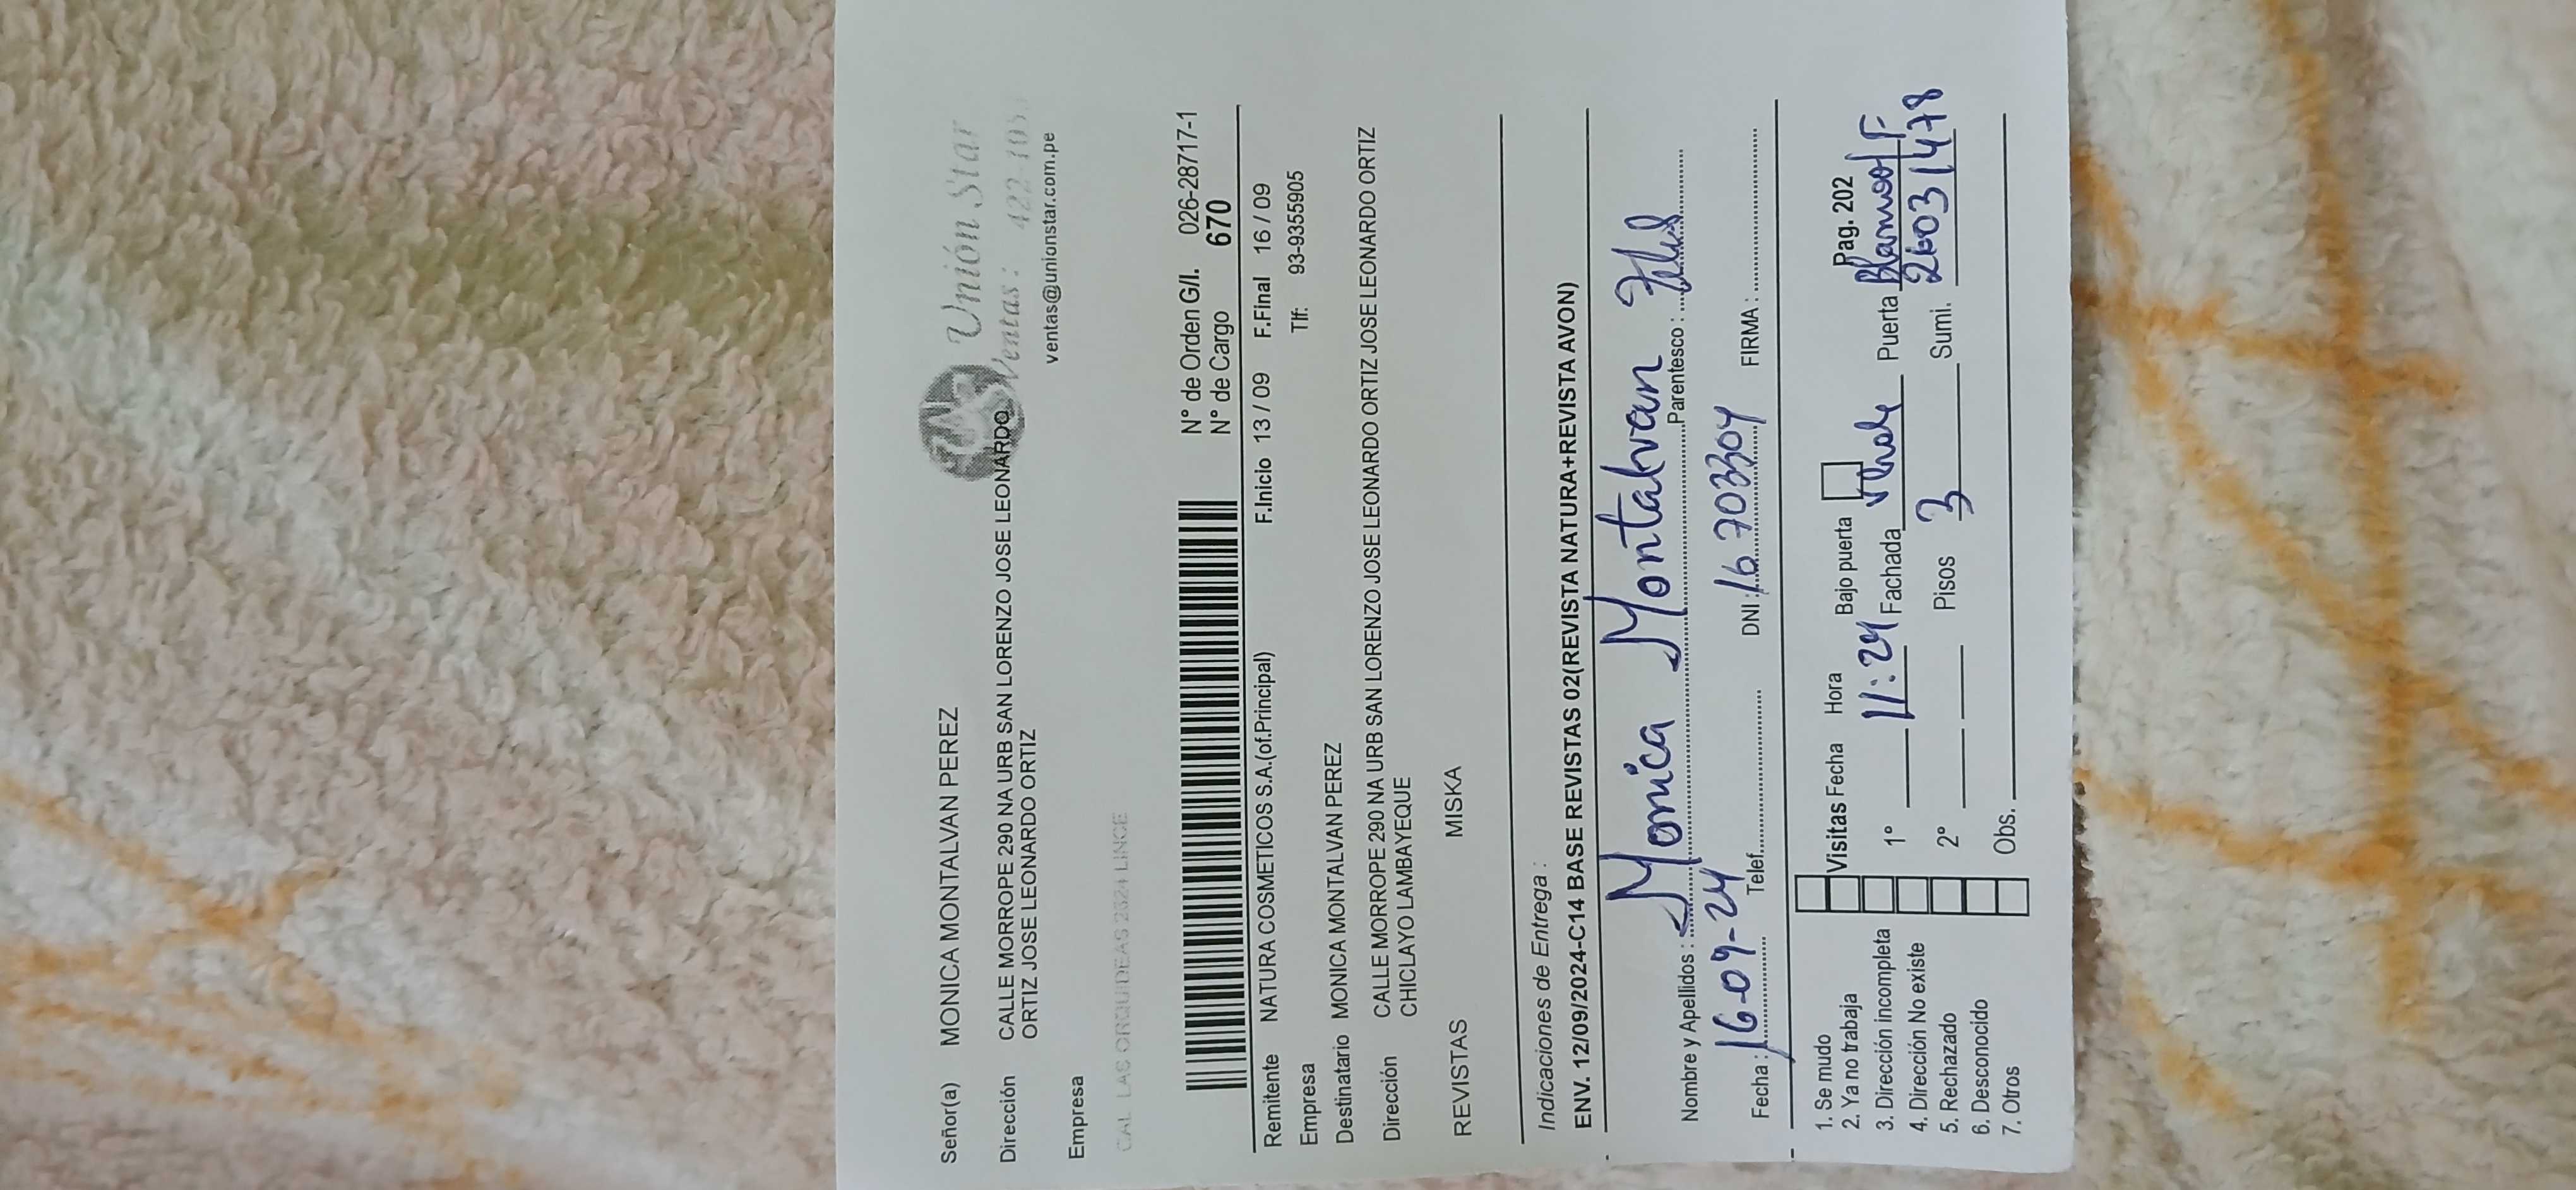 Señor(a) MONICA MONTALVAN PEREZ
Unión Star
Ventas : 422-105
ventas@unionstar.com.pe
Dirección CALLE MORROPE 290 NA URB SAN LORENZO JOSE LEONARDO
ORTIZ JOSE LEONARDO ORTIZ
Empresa
CAL LAS ORQUIDEAS 2624 LINCE
N° de Orden G/I. 026-28717-1
N° de Cargo 670
Remitente NATURA COSMETICOS S.A.(of.Principal) F.Inicio 13 / 09 F.Final 16 / 09
Empresa Tlf: 93-9355905
Destinatario MONICA MONTALVAN PEREZ
Dirección CALLE MORROPE 290 NA URB SAN LORENZO JOSE LEONARDO ORTIZ JOSE LEONARDO ORTIZ
CHICLAYO LAMBAYEQUE
REVISTAS MISKA
Indicaciones de Entrega :
ENV. 12/09/2024-C14 BASE REVISTAS 02(REVISTA NATURA+REVISTA AVON)
Nombre y Apellidos : Monica Montalvan Parentesco :
Fecha : 16-09-24 Telef. DNI : 16703304 FIRMA :
1. Se mudo
2. Ya no trabaja Visitas Fecha Hora Bajo puerta Pag. 202
3. Dirección incompleta 1° 11:24 Fachada Puerta
4. Dirección No existe
5. Rechazado 2° Pisos 3 Sumi. 26031478
6. Desconocido
7. Otros Obs.